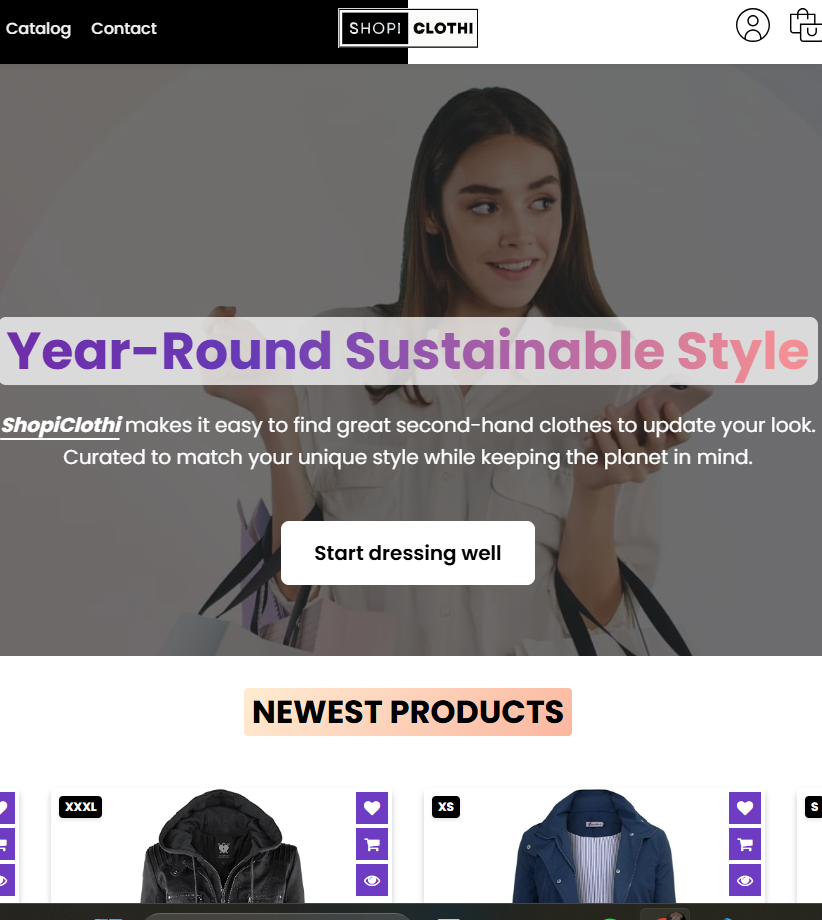 Catalog Contact SHOPI CLOTHI
Year-Round Sustainable Style
ShopiClothi makes it easy to find great second-hand clothes to update your look.
Curated to match your unique style while keeping the planet in mind.
Start dressing well
NEWEST PRODUCTS
XXXL XS S